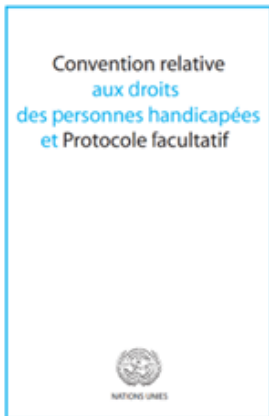 Convention relative
aux droits
des personnes handicapées
et Protocole facultatif
NATIONS UNIES